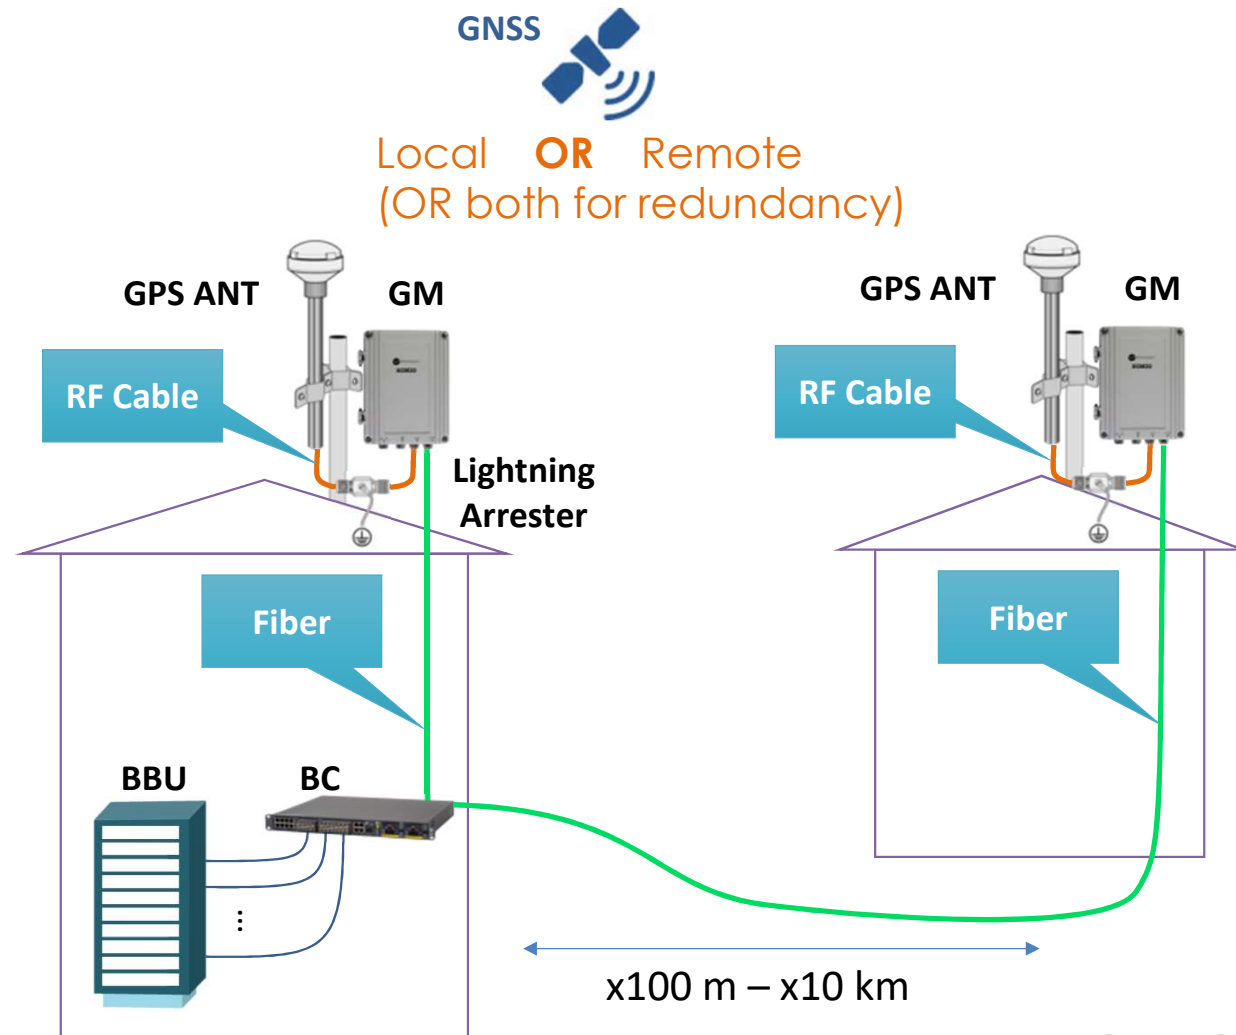 GNSS
Local OR Remote
(OR both for redundancy)
GPS ANT
GM
GPS ANT
GM
RF Cable
RF Cable
Lightning
Arrester
Fiber
Fiber
BBU
BC
⋮
x100 m – x10 km